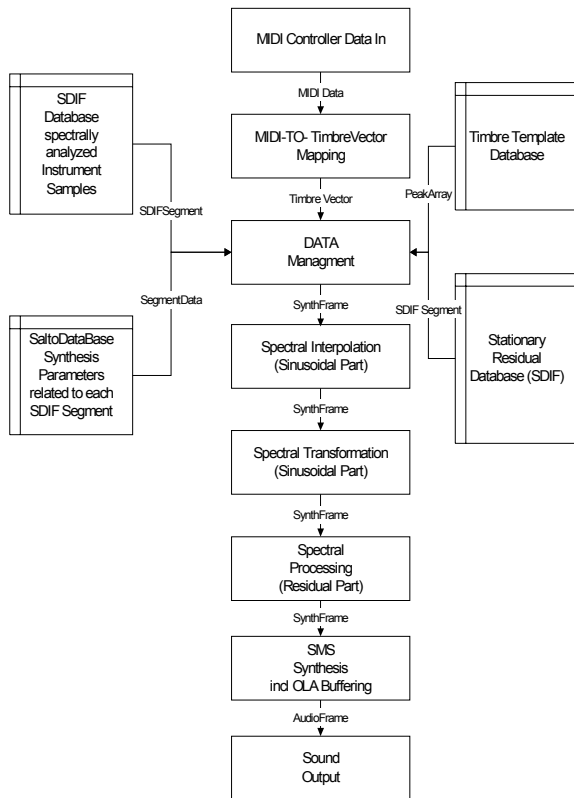 MIDI Controller Data In
MIDI Data
SDIF
Database
spectrally
analyzed
Instrument
Samples
MIDI-TO- TimbreVector
Mapping
Timbre Template
Database
Timbre Vector
PeakArray
SDIFSegment
DATA
Managment
SegmentData
SynthFrame
SDIF Segment
SaltoDataBase
Synthesis
Parameters
related to each
SDIF Segment
Spectral Interpolation
(Sinusoidal Part)
Stationary
Residual
Database (SDIF)
SynthFrame
Spectral Transformation
(Sinusoidal Part)
SynthFrame
Spectral
Processing
(Residual Part)
SynthFrame
SMS
Synthesis
incl OLA Buffering
AudioFrame
Sound
Output